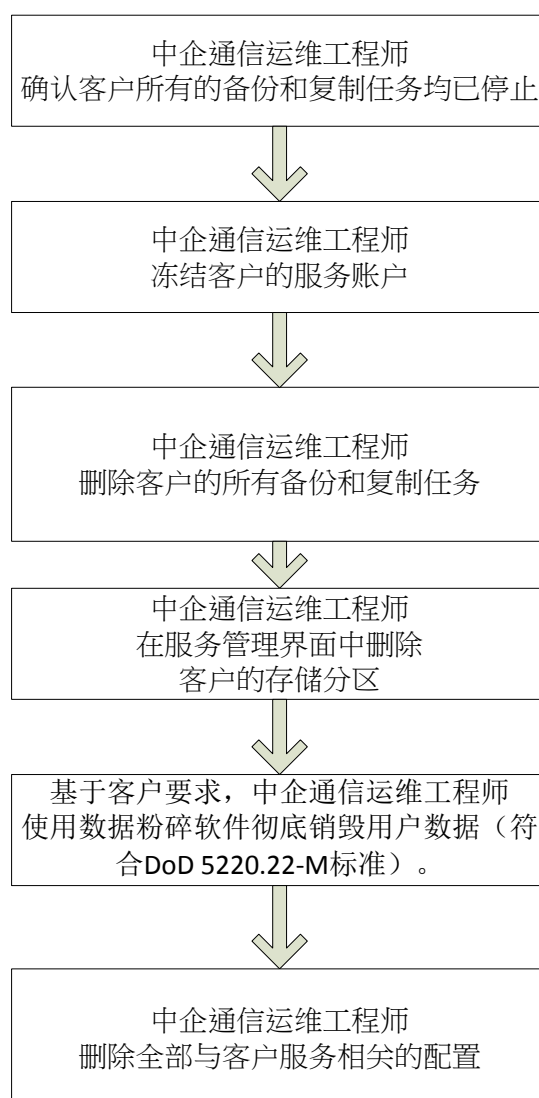 中企通信运维工程师
确认客户所有的备份和复制任务均已停止
中企通信运维工程师
冻结客户的服务账户
中企通信运维工程师
删除客户的所有备份和复制任务
中企通信运维工程师
在服务管理界面中删除
客户的存储分区
基于客户要求，中企通信运维工程师
使用数据粉碎软件彻底销毁用户数据（符
合DoD 5220.22-M标准）。
中企通信运维工程师
删除全部与客户服务相关的配置